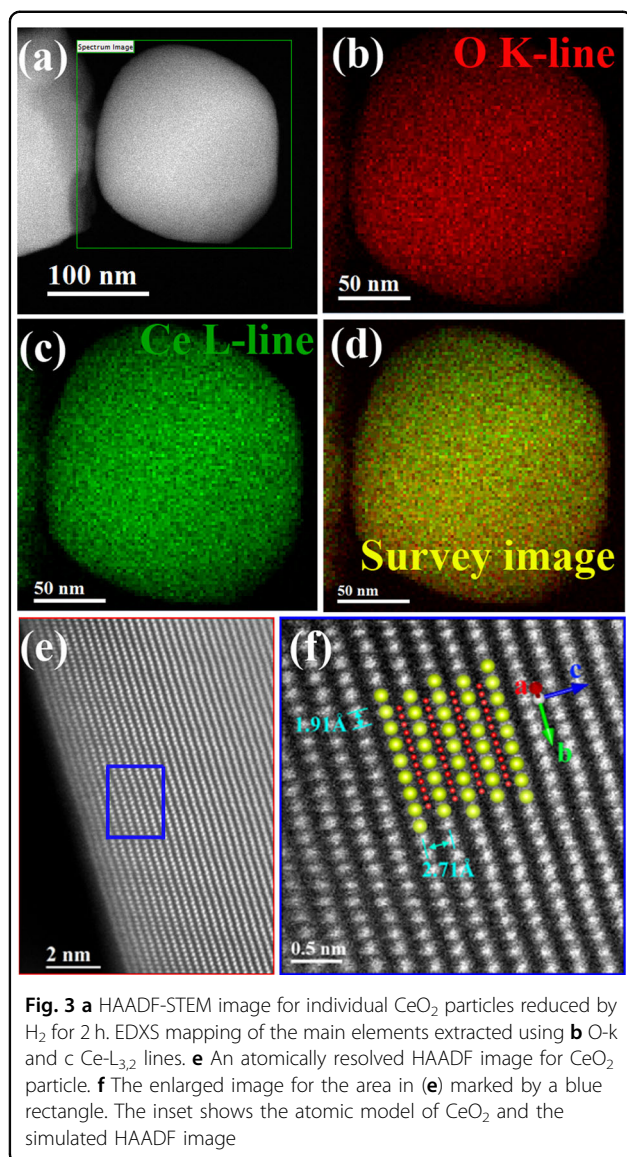 (a)
Spectrum Image
100 nm
(b)
O K-line
50 nm
(c)
Ce L-line
50 nm
(d)
Survey image
50 nm
(e)
2 nm
(f)
1.91Å
2.71Å
a
c
b
0.5 nm
Fig. 3 a HAADF-STEM image for individual CeO₂ particles reduced by
H₂ for 2 h. EDXS mapping of the main elements extracted using b O-k
and c Ce-L₃,₂ lines. e An atomically resolved HAADF image for CeO₂
particle. f The enlarged image for the area in (e) marked by a blue
rectangle. The inset shows the atomic model of CeO₂ and the
simulated HAADF image